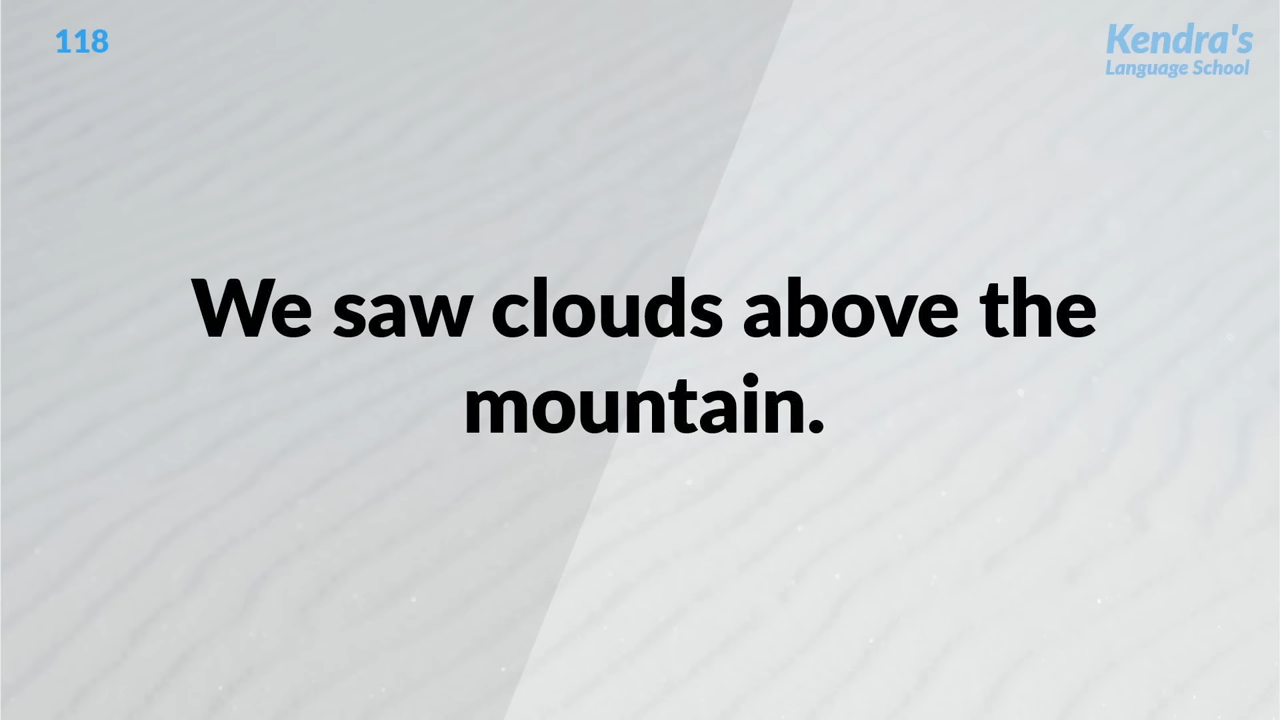 118
Kendra's
Language School
We saw clouds above the
mountain.